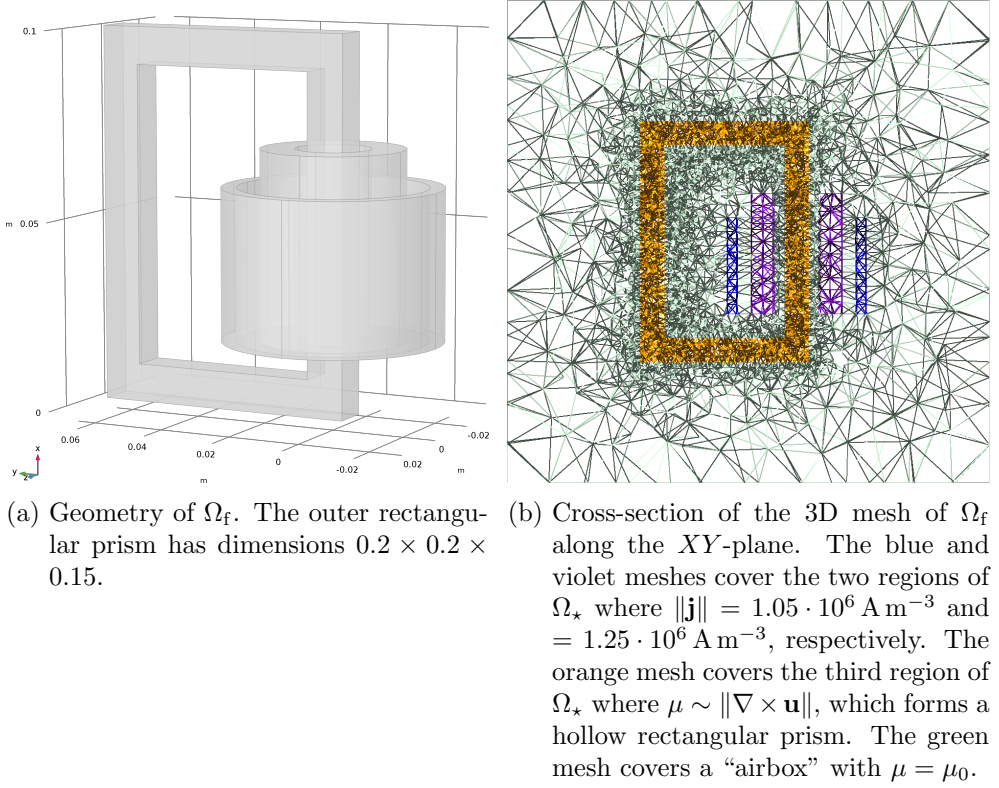 0.1
m 0.05
0
0.06
0.04
0.02
0
-0.02
m
-0.02
0
0.02
m
x
y
z
(a) Geometry of Ω_f. The outer rectangu-
lar prism has dimensions 0.2 × 0.2 ×
0.15.
(b) Cross-section of the 3D mesh of Ω_f
along the XY-plane. The blue and
violet meshes cover the two regions of
Ω⋆ where ‖j‖ = 1.05 · 10⁶ A m⁻³ and
= 1.25 · 10⁶ A m⁻³, respectively. The
orange mesh covers the third region of
Ω⋆ where μ ∼ ‖∇ × u‖, which forms a
hollow rectangular prism. The green
mesh covers a “airbox” with μ = μ₀.